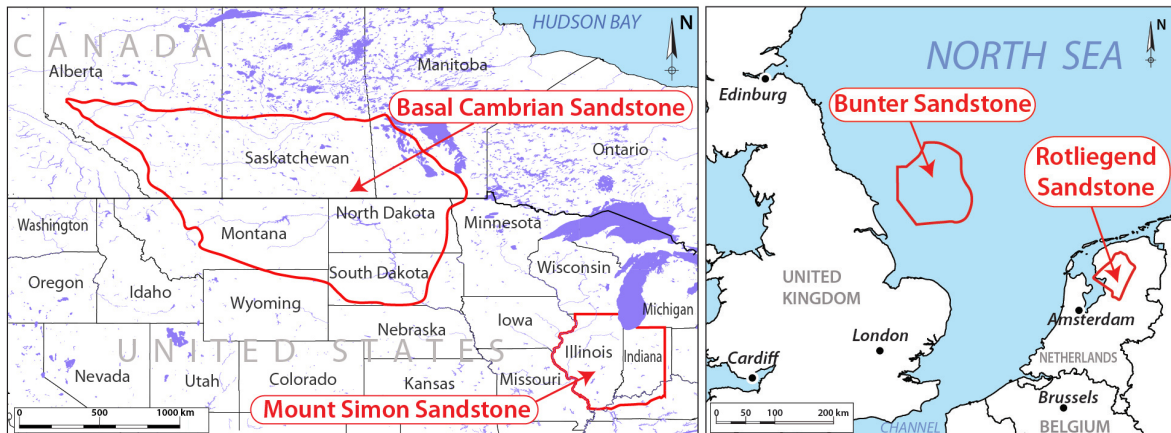 HUDSON BAY
N
CANADA
Alberta
Manitoba
Basal Cambrian Sandstone
Saskatchewan
Ontario
Washington
Montana
North Dakota
Minnesota
Oregon
Idaho
South Dakota
Wisconsin
Wyoming
Michigan
Nebraska
Iowa
UNITED STATES
Illinois
Indiana
Nevada
Utah
Colorado
Kansas
Missouri
Mount Simon Sandstone
0 500 1000 km
N
NORTH SEA
Edinburg
Bunter Sandstone
Rotliegend
Sandstone
UNITED
KINGDOM
Amsterdam
London
NETHERLANDS
Cardiff
Brussels
0 50 100 200 km
CHANNEL
BELGIUM